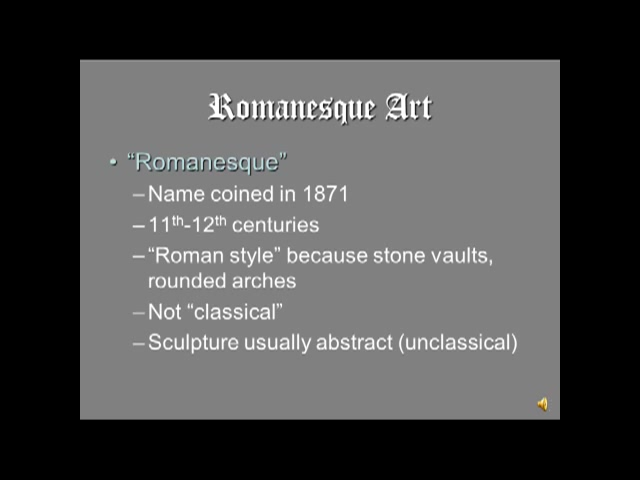 Romanesque Art
• “Romanesque”
– Name coined in 1871
– 11th-12th centuries
– “Roman style” because stone vaults,
rounded arches
– Not “classical”
– Sculpture usually abstract (unclassical)